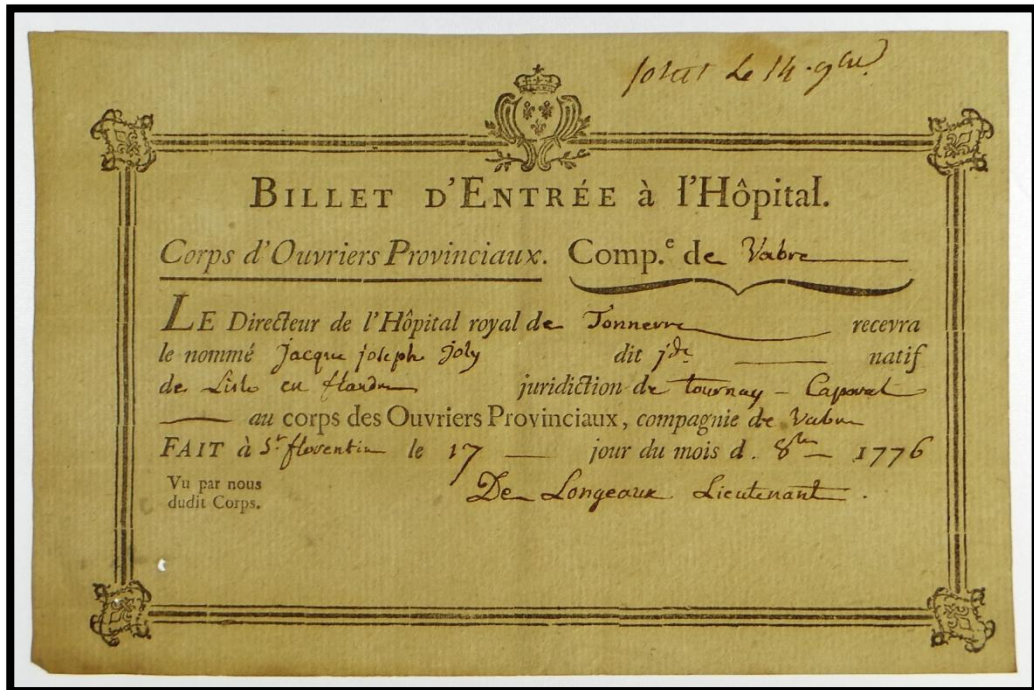 sorti le 14 9bre
BILLET D'ENTRÉE à l'Hôpital.
Corps d'Ouvriers Provinciaux. Comp.e de Vabre
LE Directeur de l'Hôpital royal de Tonnerre recevra
le nommé Jacque joseph joly dit jdt natif
de Lisle en flandre juridiction de tournay - Caporal
au corps des Ouvriers Provinciaux, compagnie de Vabre
FAIT à St florentin le 17 jour du mois d. 8bre 1776
Vu par nous De Longeaux Lieutenant.
dudit Corps.